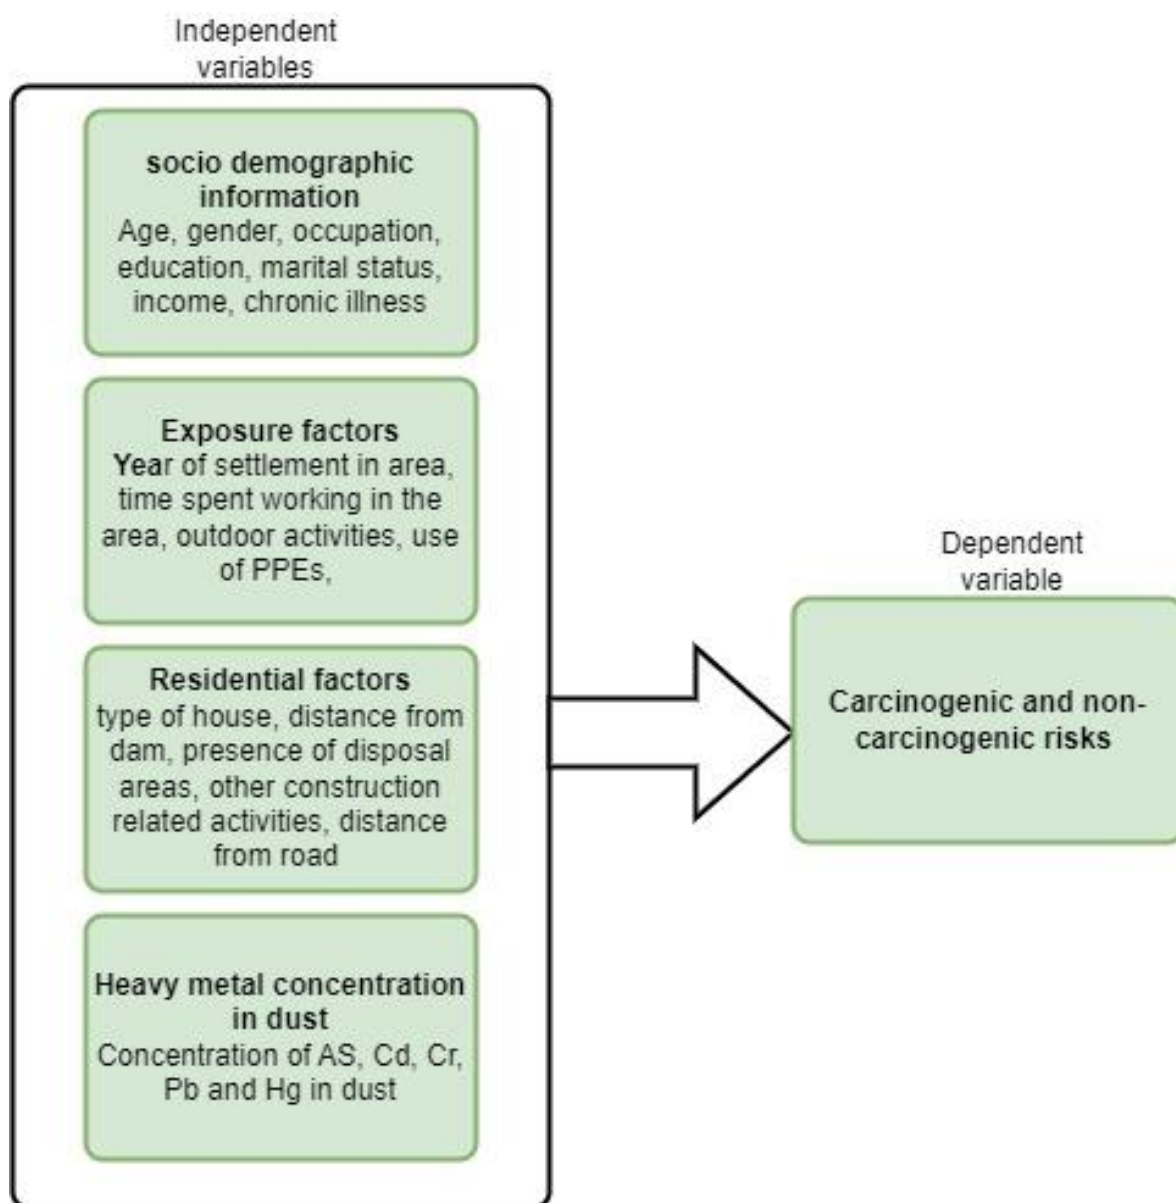 Independent
variables
socio demographic
information
Age, gender, occupation,
education, marital status,
income, chronic illness
Exposure factors
Year of settlement in area,
time spent working in the
area, outdoor activities, use
of PPEs,
Residential factors
type of house, distance from
dam, presence of disposal
areas, other construction
related activities, distance
from road
Heavy metal concentration
in dust
Concentration of AS, Cd, Cr,
Pb and Hg in dust
Dependent
variable
Carcinogenic and non-
carcinogenic risks